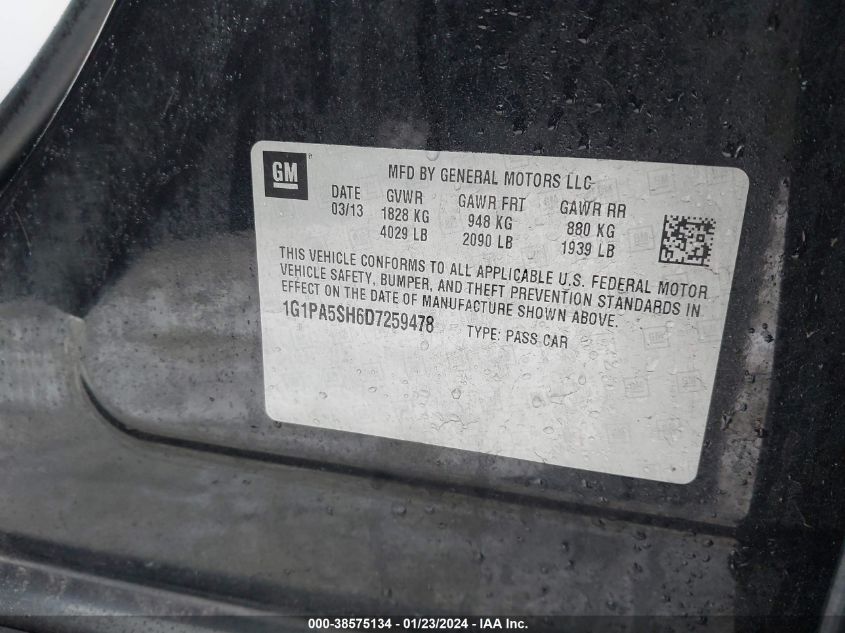 GM
MFD BY GENERAL MOTORS LLC
DATE GVWR GAWR FRT GAWR RR
03/13 1828 KG 948 KG 880 KG
4029 LB 2090 LB 1939 LB
THIS VEHICLE CONFORMS TO ALL APPLICABLE U.S. FEDERAL MOTOR
VEHICLE SAFETY, BUMPER, AND THEFT PREVENTION STANDARDS IN
EFFECT ON THE DATE OF MANUFACTURE SHOWN ABOVE.
1G1PA5SH6D7259478 TYPE: PASS CAR
000-38575134 - 01/23/2024 - IAA Inc.